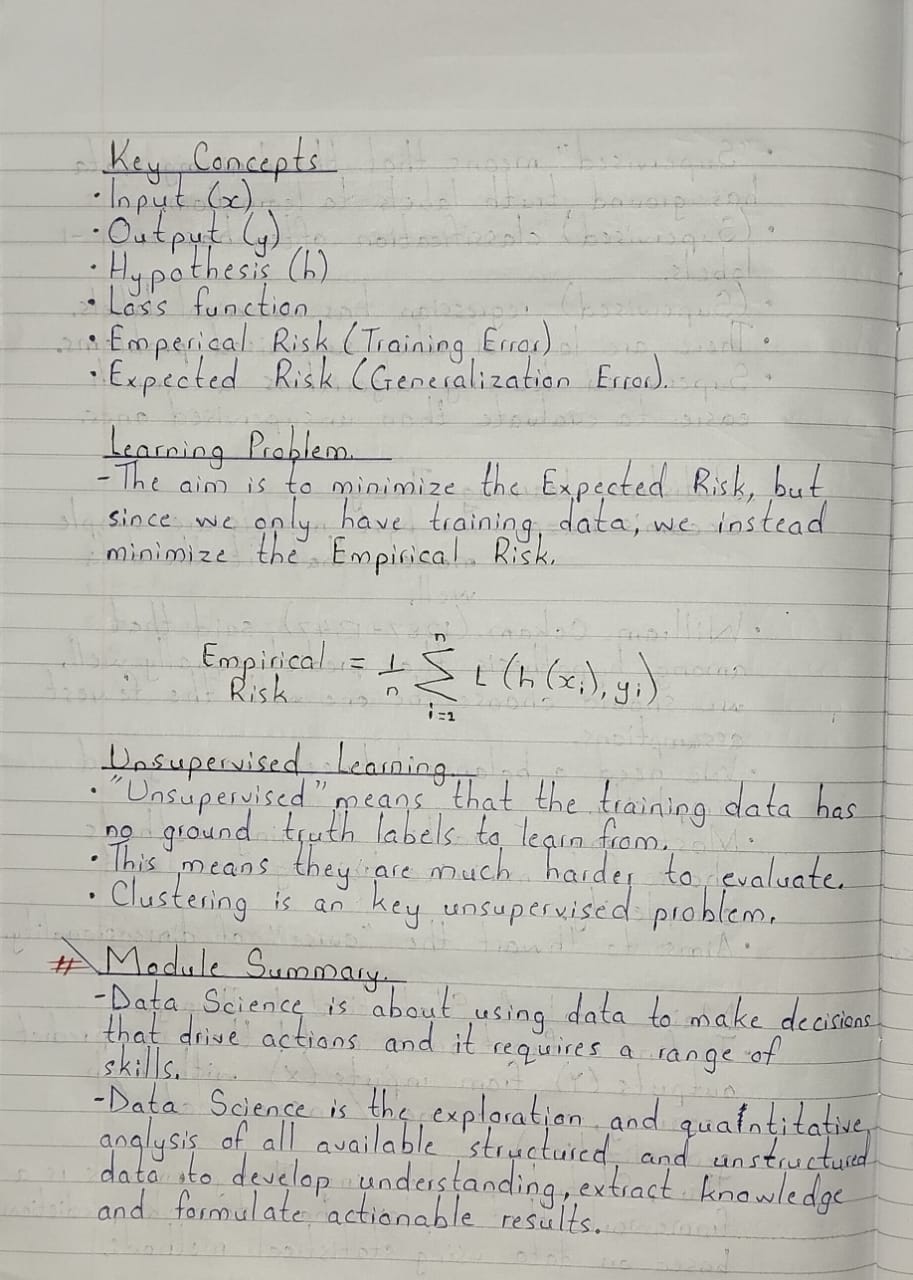 Key Concepts
• Input (x)
• Output (y)
• Hypothesis (h)
• Loss function
• Emperical Risk (Training Error)
• Expected Risk (Generalization Error).
Learning Problem.
- The aim is to minimize the Expected Risk, but
since we only have training data, we instead
minimize the Empirical Risk.
Empirical Risk = 1/n n∑i=1 L (h(xi), yi)
Unsupervised Learning
• "Unsupervised" means that the training data has
no ground truth labels to learn from.
• This means they are much harder to evaluate.
• Clustering is an key unsupervised problem.
# Module Summary.
- Data Science is about using data to make decisions
that drive actions and it requires a range of
skills.
- Data Science is the exploration and quaintitative
analysis of all available structured and unstructured
data to develop understanding, extract knowledge
and formulate actionable results.